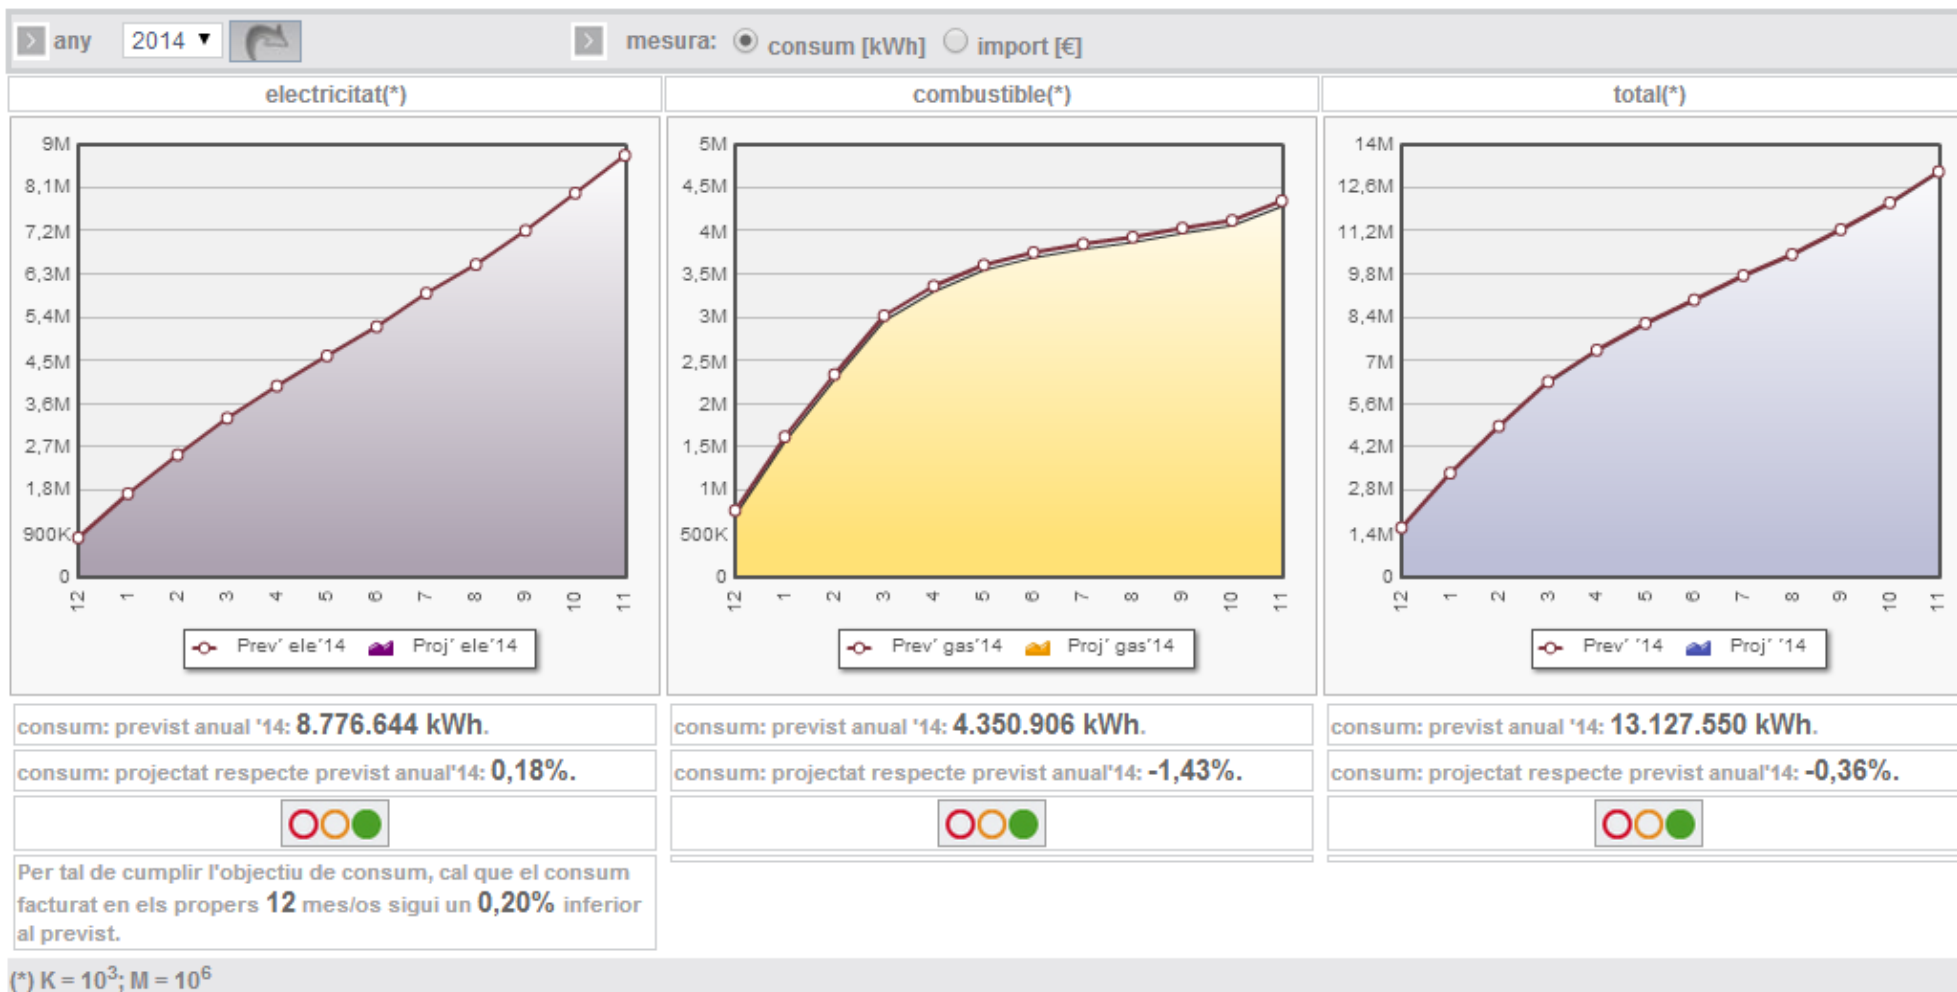 any 2014 mesura: consum [kWh] import [€]
electricitat(*) combustible(*) total(*)
9M
8,1M
7,2M
6,3M
5,4M
4,5M
3,6M
2,7M
1,8M
900K
0
12 1 2 3 4 5 6 7 8 9 10 11
Prev´ ele´14 Proj´ ele´14
5M
4,5M
4M
3,5M
3M
2,5M
2M
1,5M
1M
500K
0
12 1 2 3 4 5 6 7 8 9 10 11
Prev´ gas´14 Proj´ gas´14
14M
12,6M
11,2M
9,8M
8,4M
7M
5,6M
4,2M
2,8M
1,4M
0
12 1 2 3 4 5 6 7 8 9 10 11
Prev´ ´14 Proj´ ´14
consum: previst anual '14: 8.776.644 kWh.
consum: projectat respecte previst anual'14: 0,18%.
Per tal de cumplir l'objectiu de consum, cal que el consum
facturat en els propers 12 mes/os sigui un 0,20% inferior
al previst.
consum: previst anual '14: 4.350.906 kWh.
consum: projectat respecte previst anual'14: -1,43%.
consum: previst anual '14: 13.127.550 kWh.
consum: projectat respecte previst anual'14: -0,36%.
(*) K = 10³; M = 10⁶